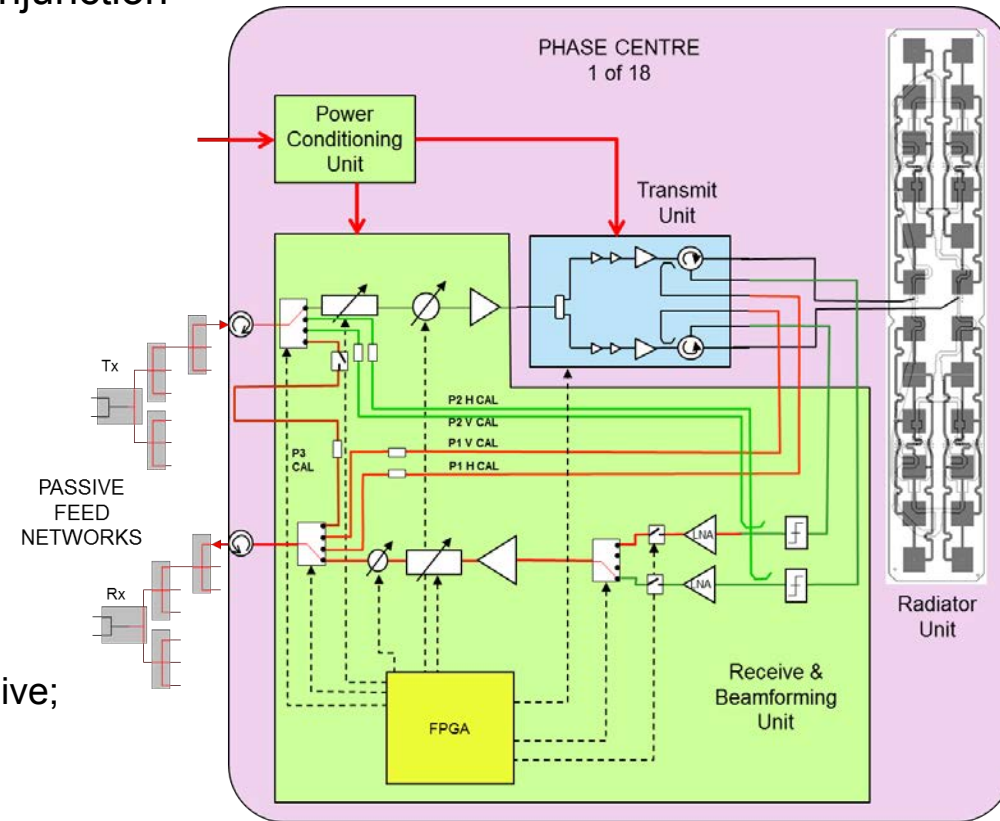 njunction
PHASE CENTRE
1 of 18
Power
Conditioning
Unit
Transmit
Unit
Tx
P2 H CAL
P2 V CAL
P1 V CAL
P1 H CAL
P3
CAL
PASSIVE
FEED
NETWORKS
LNA
LNA
Rx
Radiator
Unit
ive;
Receive &
Beamforming
Unit
FPGA